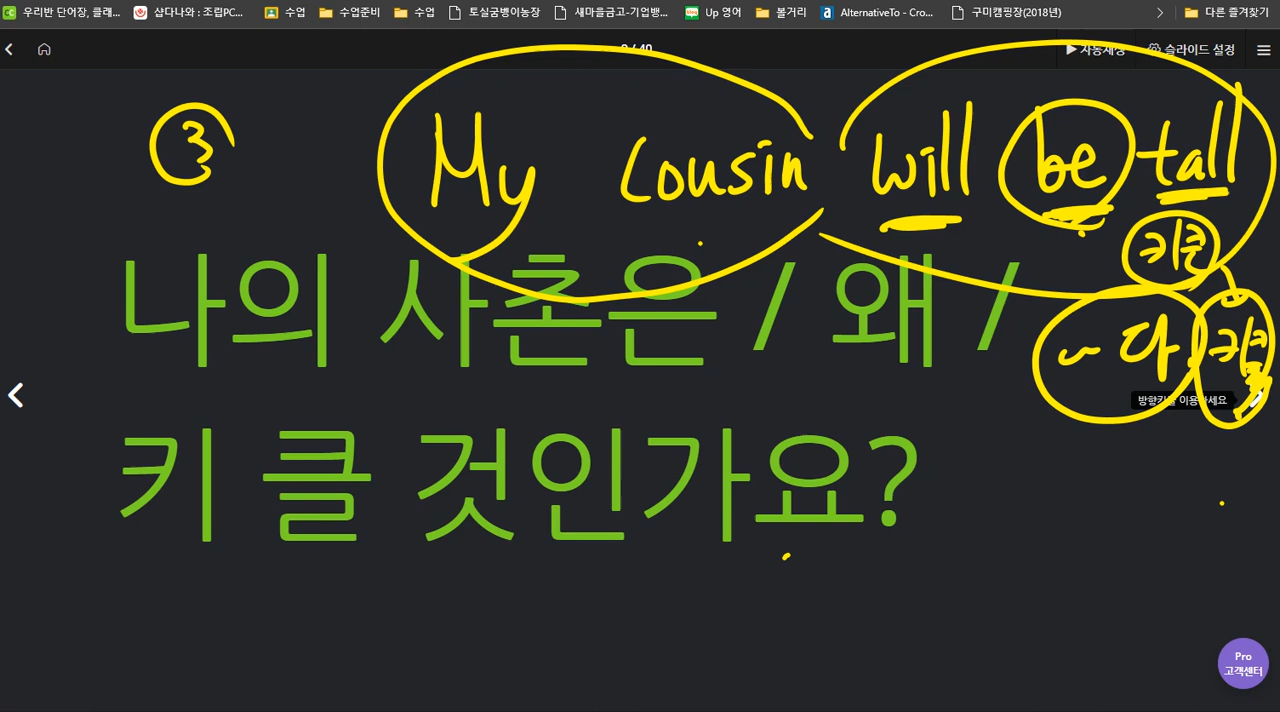 우리반 단어장, 클래... 샵다나와 : 조립PC... 수업 수업준비 수업 토실궁뱅이농장 새마을금고-기업뱅... Up 영어 볼거리 AlternativeTo - Cro... 구미캠핑장(2018년) 다른 즐겨찾기
자동재생 슬라이드 설정
③ My cousin will be tall
키큰
나의 사촌은 / 왜 /
~다
방향키를 이용하세요
키 클 것인가요?
Pro
고객센터